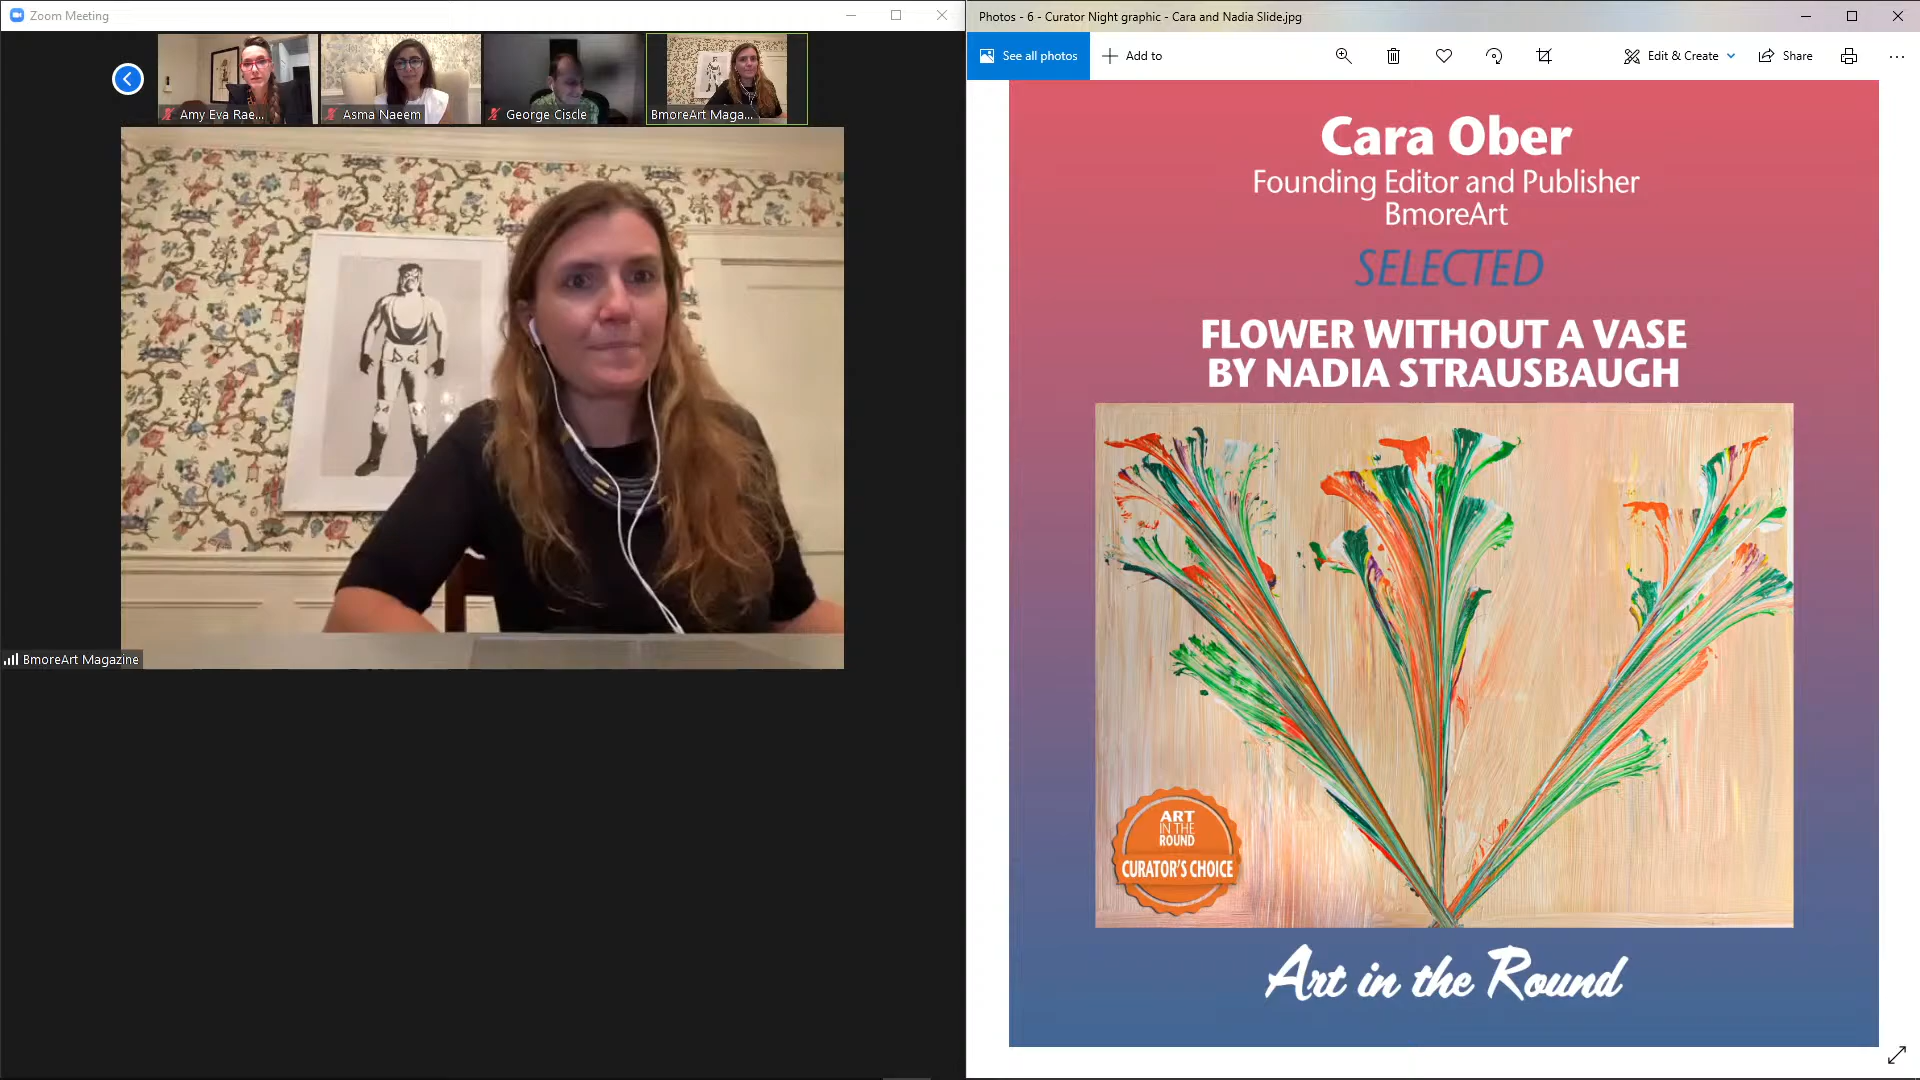 Zoom Meeting
Amy Eva Rae...
Asma Naeem
George Ciscle
BmoreArt Maga...
BmoreArt Magazine
Photos - 6 - Curator Night graphic - Cara and Nadia Slide.jpg
See all photos
Add to
Edit & Create
Share
Cara Ober
Founding Editor and Publisher
BmoreArt
SELECTED
FLOWER WITHOUT A VASE
BY NADIA STRAUSBAUGH
ART
IN THE
ROUND
CURATOR'S CHOICE
Art in the Round